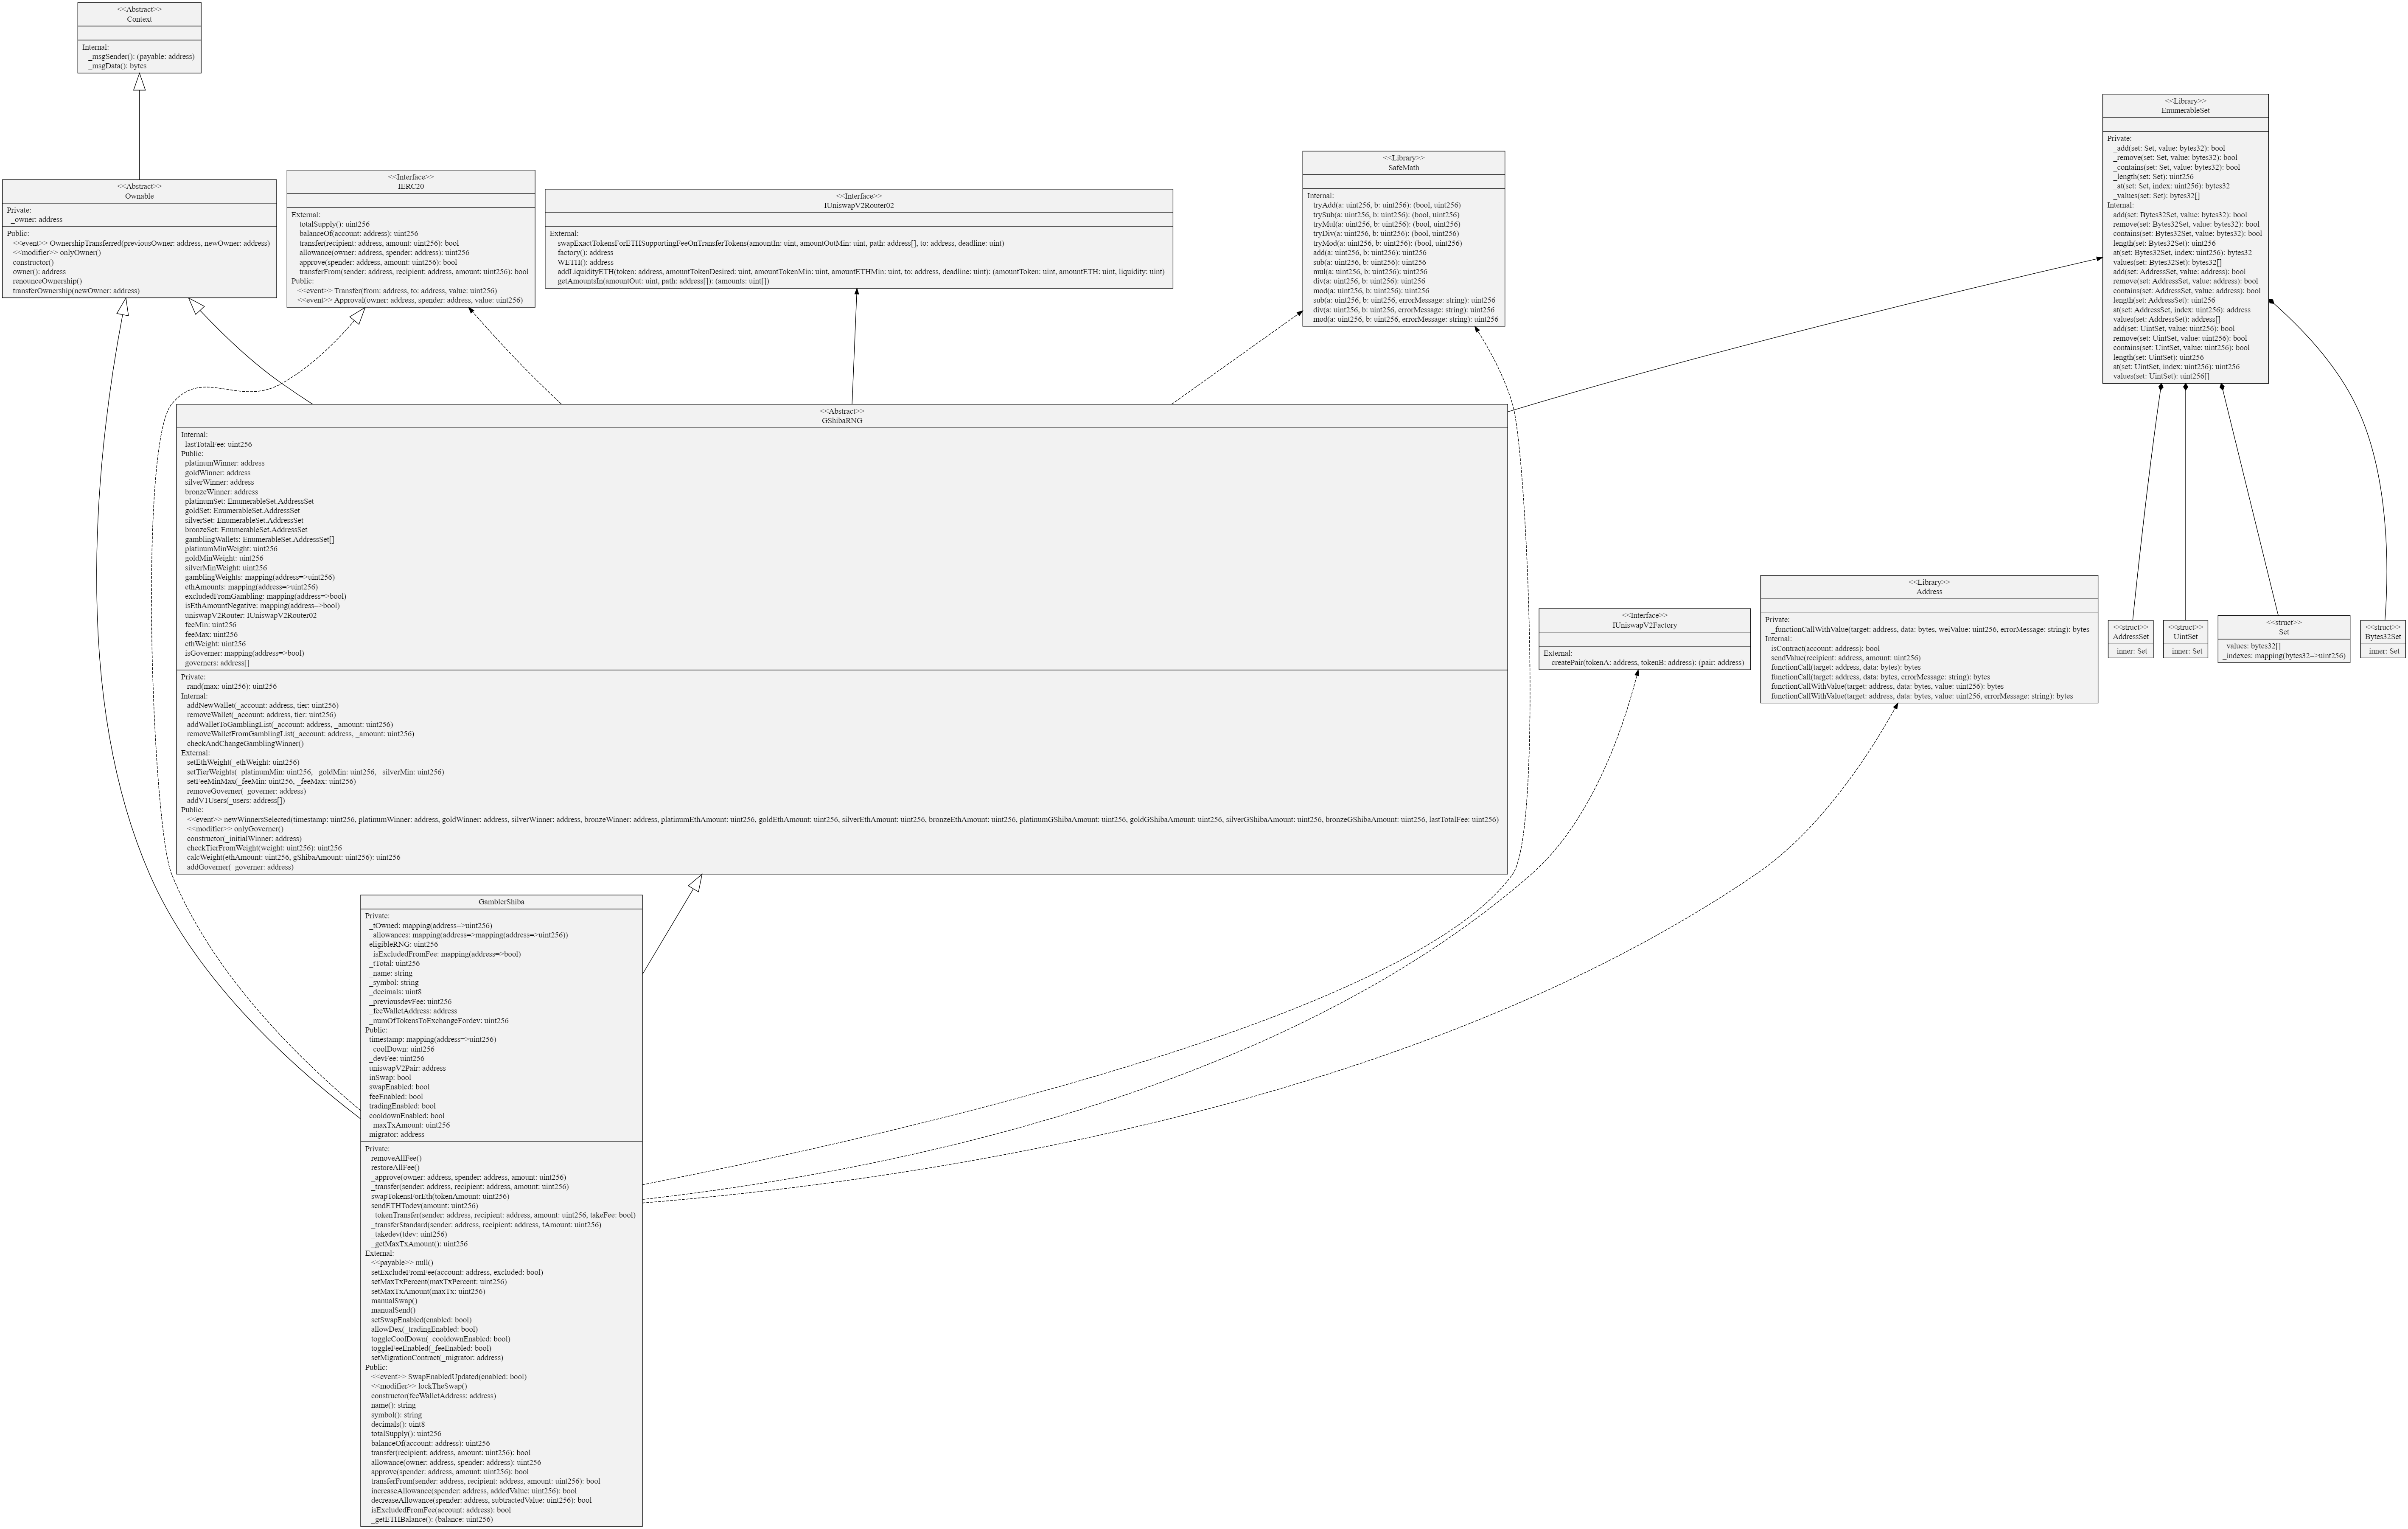 <<Abstract>>
Context
Internal:
_msgSender(): (payable: address)
_msgData(): bytes
<<Abstract>>
Ownable
Private:
_owner: address
Public:
<<event>> OwnershipTransferred(previousOwner: address, newOwner: address)
<<modifier>> onlyOwner()
constructor()
owner(): address
renounceOwnership()
transferOwnership(newOwner: address)
<<Interface>>
IERC20
External:
totalSupply(): uint256
balanceOf(account: address): uint256
transfer(recipient: address, amount: uint256): bool
allowance(owner: address, spender: address): uint256
approve(spender: address, amount: uint256): bool
transferFrom(sender: address, recipient: address, amount: uint256): bool
Public:
<<event>> Transfer(from: address, to: address, value: uint256)
<<event>> Approval(owner: address, spender: address, value: uint256)
<<Interface>>
IUniswapV2Router02
External:
swapExactTokensForETHSupportingFeeOnTransferTokens(amountIn: uint, amountOutMin: uint, path: address[], to: address, deadline: uint)
factory(): address
WETH(): address
addLiquidityETH(token: address, amountTokenDesired: uint, amountTokenMin: uint, amountETHMin: uint, to: address, deadline: uint): (amountToken: uint, amountETH: uint, liquidity: uint)
getAmountsIn(amountOut: uint, path: address[]): (amounts: uint[])
<<Library>>
SafeMath
Internal:
tryAdd(a: uint256, b: uint256): (bool, uint256)
trySub(a: uint256, b: uint256): (bool, uint256)
tryMul(a: uint256, b: uint256): (bool, uint256)
tryDiv(a: uint256, b: uint256): (bool, uint256)
tryMod(a: uint256, b: uint256): (bool, uint256)
add(a: uint256, b: uint256): uint256
sub(a: uint256, b: uint256): uint256
mul(a: uint256, b: uint256): uint256
div(a: uint256, b: uint256): uint256
mod(a: uint256, b: uint256): uint256
sub(a: uint256, b: uint256, errorMessage: string): uint256
div(a: uint256, b: uint256, errorMessage: string): uint256
mod(a: uint256, b: uint256, errorMessage: string): uint256
<<Library>>
EnumerableSet
Private:
_add(set: Set, value: bytes32): bool
_remove(set: Set, value: bytes32): bool
_contains(set: Set, value: bytes32): bool
_length(set: Set): uint256
_at(set: Set, index: uint256): bytes32
_values(set: Set): bytes32[]
Internal:
add(set: Bytes32Set, value: bytes32): bool
remove(set: Bytes32Set, value: bytes32): bool
contains(set: Bytes32Set, value: bytes32): bool
length(set: Bytes32Set): uint256
at(set: Bytes32Set, index: uint256): bytes32
values(set: Bytes32Set): bytes32[]
add(set: AddressSet, value: address): bool
remove(set: AddressSet, value: address): bool
contains(set: AddressSet, value: address): bool
length(set: AddressSet): uint256
at(set: AddressSet, index: uint256): address
values(set: AddressSet): address[]
add(set: UintSet, value: uint256): bool
remove(set: UintSet, value: uint256): bool
contains(set: UintSet, value: uint256): bool
length(set: UintSet): uint256
at(set: UintSet, index: uint256): uint256
values(set: UintSet): uint256[]
<<Abstract>>
GShibaRNG
Internal:
lastTotalFee: uint256
Public:
platinumWinner: address
goldWinner: address
silverWinner: address
bronzeWinner: address
platinumSet: EnumerableSet.AddressSet
goldSet: EnumerableSet.AddressSet
silverSet: EnumerableSet.AddressSet
bronzeSet: EnumerableSet.AddressSet
gamblingWallets: EnumerableSet.AddressSet[]
platinumMinWeight: uint256
goldMinWeight: uint256
silverMinWeight: uint256
gamblingWeights: mapping(address=>uint256)
ethAmounts: mapping(address=>uint256)
excludedFromGambling: mapping(address=>bool)
isEthAmountNegative: mapping(address=>bool)
uniswapV2Router: IUniswapV2Router02
feeMin: uint256
feeMax: uint256
ethWeight: uint256
isGoverner: mapping(address=>bool)
governers: address[]
Private:
rand(max: uint256): uint256
Internal:
addNewWallet(_account: address, tier: uint256)
removeWallet(_account: address, tier: uint256)
addWalletToGamblingList(_account: address, _amount: uint256)
removeWalletFromGamblingList(_account: address, _amount: uint256)
checkAndChangeGamblingWinner()
External:
setEthWeight(_ethWeight: uint256)
setTierWeights(_platinumMin: uint256, _goldMin: uint256, _silverMin: uint256)
setFeeMinMax(_feeMin: uint256, _feeMax: uint256)
removeGoverner(_governer: address)
addV1Users(_users: address[])
Public:
<<event>> newWinnersSelected(timestamp: uint256, platinumWinner: address, goldWinner: address, silverWinner: address, bronzeWinner: address, platinumEthAmount: uint256, goldEthAmount: uint256, silverEthAmount: uint256, bronzeEthAmount: uint256, platinumGShibaAmount: uint256, goldGShibaAmount: uint256, silverGShibaAmount: uint256, bronzeGShibaAmount: uint256, lastTotalFee: uint256)
<<modifier>> onlyGoverner()
constructor(_initialWinner: address)
checkTierFromWeight(weight: uint256): uint256
calcWeight(ethAmount: uint256, gShibaAmount: uint256): uint256
addGoverner(_governer: address)
<<Interface>>
IUniswapV2Factory
External:
createPair(tokenA: address, tokenB: address): (pair: address)
<<Library>>
Address
Private:
_functionCallWithValue(target: address, data: bytes, weiValue: uint256, errorMessage: string): bytes
Internal:
isContract(account: address): bool
sendValue(recipient: address, amount: uint256)
functionCall(target: address, data: bytes): bytes
functionCall(target: address, data: bytes, errorMessage: string): bytes
functionCallWithValue(target: address, data: bytes, value: uint256): bytes
functionCallWithValue(target: address, data: bytes, value: uint256, errorMessage: string): bytes
<<struct>>
AddressSet
_inner: Set
<<struct>>
UintSet
_inner: Set
<<struct>>
Set
_values: bytes32[]
_indexes: mapping(bytes32=>uint256)
<<struct>>
Bytes32Set
_inner: Set
GamblerShiba
Private:
_tOwned: mapping(address=>uint256)
_allowances: mapping(address=>mapping(address=>uint256))
eligibleRNG: uint256
_isExcludedFromFee: mapping(address=>bool)
_tTotal: uint256
_name: string
_symbol: string
_decimals: uint8
_previousdevFee: uint256
_feeWalletAddress: address
_numOfTokensToExchangeFordev: uint256
Public:
timestamp: mapping(address=>uint256)
_coolDown: uint256
_devFee: uint256
uniswapV2Pair: address
inSwap: bool
swapEnabled: bool
feeEnabled: bool
tradingEnabled: bool
cooldownEnabled: bool
_maxTxAmount: uint256
migrator: address
Private:
removeAllFee()
restoreAllFee()
_approve(owner: address, spender: address, amount: uint256)
_transfer(sender: address, recipient: address, amount: uint256)
swapTokensForEth(tokenAmount: uint256)
sendETHTodev(amount: uint256)
_tokenTransfer(sender: address, recipient: address, amount: uint256, takeFee: bool)
_transferStandard(sender: address, recipient: address, tAmount: uint256)
_takedev(tdev: uint256)
_getMaxTxAmount(): uint256
External:
<<payable>> null()
setExcludeFromFee(account: address, excluded: bool)
setMaxTxPercent(maxTxPercent: uint256)
setMaxTxAmount(maxTx: uint256)
manualSwap()
manualSend()
setSwapEnabled(enabled: bool)
allowDex(_tradingEnabled: bool)
toggleCoolDown(_cooldownEnabled: bool)
toggleFeeEnabled(_feeEnabled: bool)
setMigrationContract(_migrator: address)
Public:
<<event>> SwapEnabledUpdated(enabled: bool)
<<modifier>> lockTheSwap()
constructor(feeWalletAddress: address)
name(): string
symbol(): string
decimals(): uint8
totalSupply(): uint256
balanceOf(account: address): uint256
transfer(recipient: address, amount: uint256): bool
allowance(owner: address, spender: address): uint256
approve(spender: address, amount: uint256): bool
transferFrom(sender: address, recipient: address, amount: uint256): bool
increaseAllowance(spender: address, addedValue: uint256): bool
decreaseAllowance(spender: address, subtractedValue: uint256): bool
isExcludedFromFee(account: address): bool
_getETHBalance(): (balance: uint256)